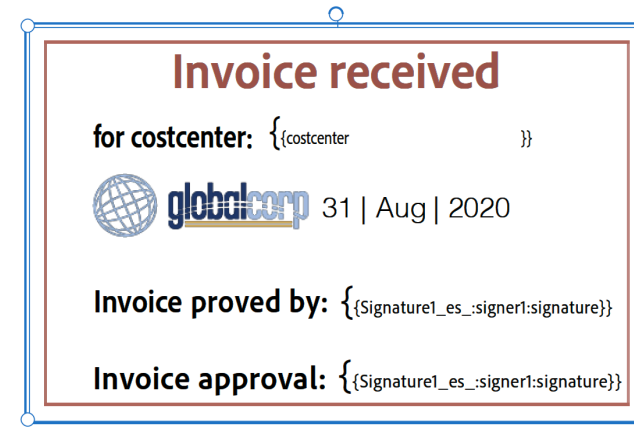 Invoice received
for costcenter: {{costcenter }}
globalcorp 31 | Aug | 2020
Invoice proved by: {{Signature1_es_:signer1:signature}}
Invoice approval: {{Signature1_es_:signer1:signature}}